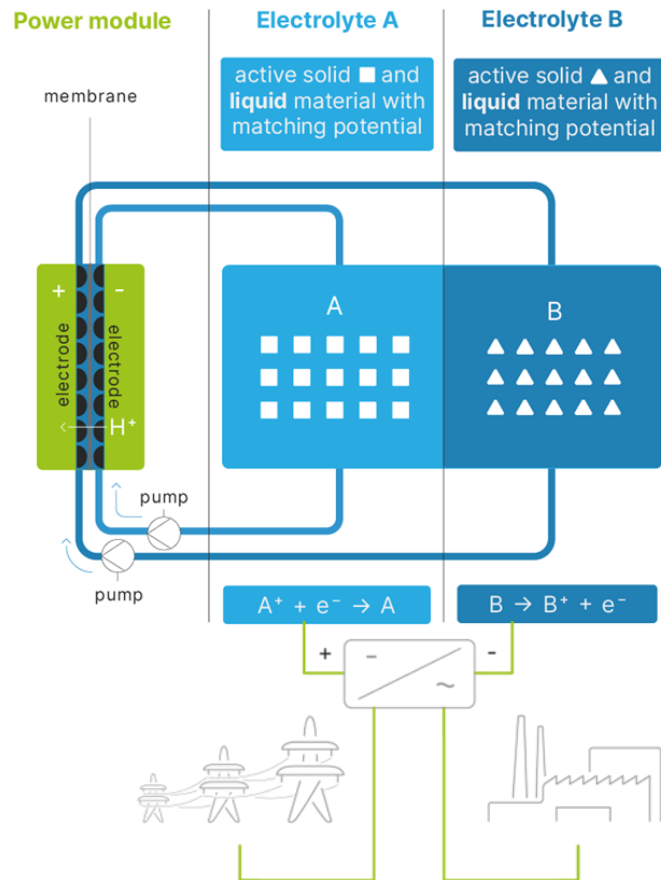 Power module
Electrolyte A
Electrolyte B
active solid ■ and
liquid material with
matching potential
active solid ▲ and
liquid material with
matching potential
membrane
+
-
electrode
electrode
H⁺
A
B
pump
pump
A⁺ + e⁻ → A
B → B⁺ + e⁻
+
-
−
~